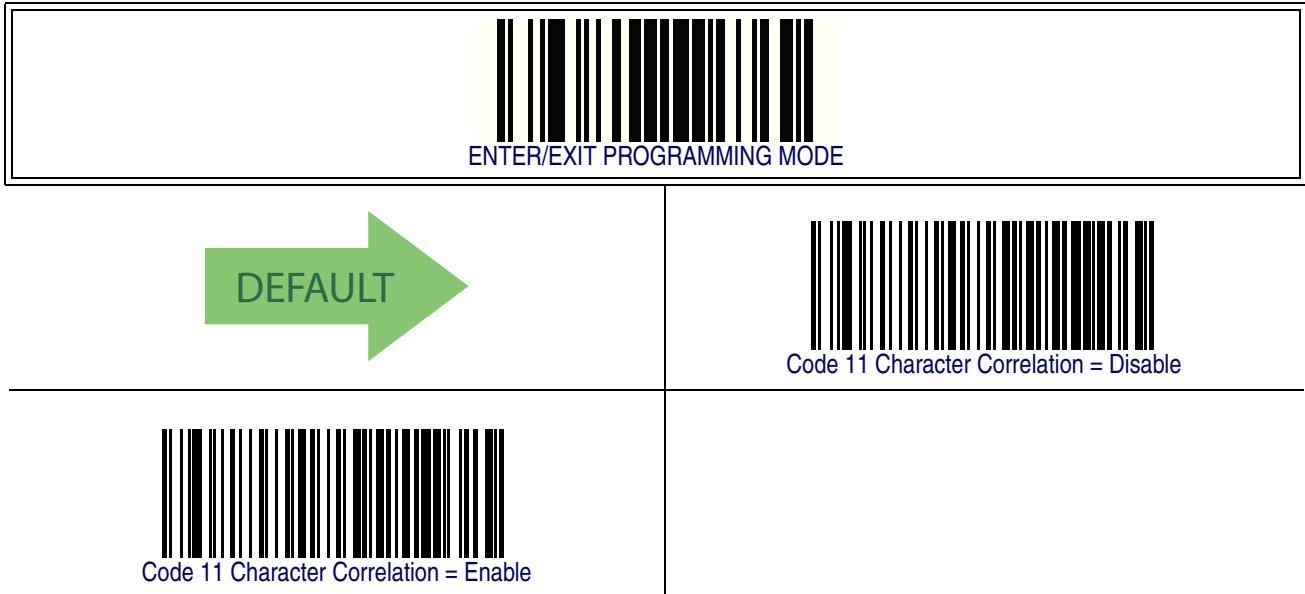 ENTER/EXIT PROGRAMMING MODE
DEFAULT
Code 11 Character Correlation = Disable
Code 11 Character Correlation = Enable